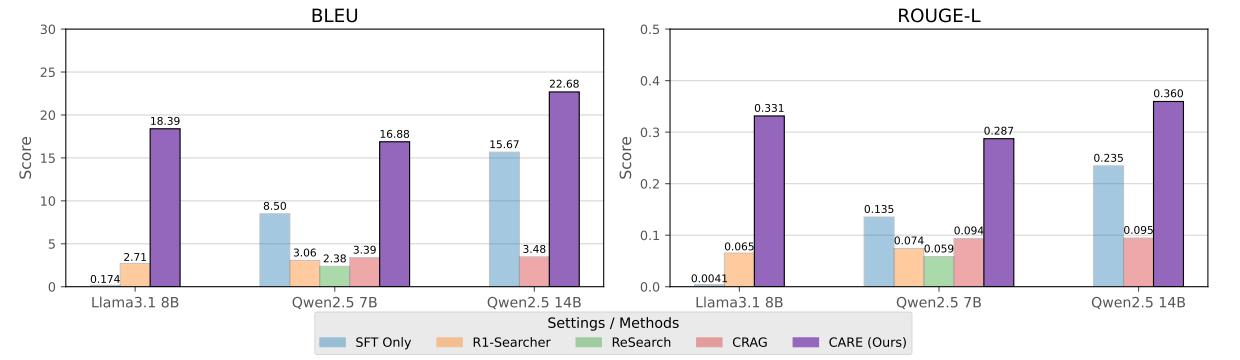 BLEU
30
25
20
15
10
5
0
Score
0.174
2.71
18.39
8.50
3.06
2.38
3.39
16.88
15.67
3.48
22.68
Llama3.1 8B
Qwen2.5 7B
Qwen2.5 14B
ROUGE-L
0.5
0.4
0.3
0.2
0.1
0.0
Score
0.0041
0.065
0.331
0.135
0.074
0.059
0.094
0.287
0.235
0.095
0.360
Llama3.1 8B
Qwen2.5 7B
Qwen2.5 14B
Settings / Methods
SFT Only
R1-Searcher
ReSearch
CRAG
CARE (Ours)